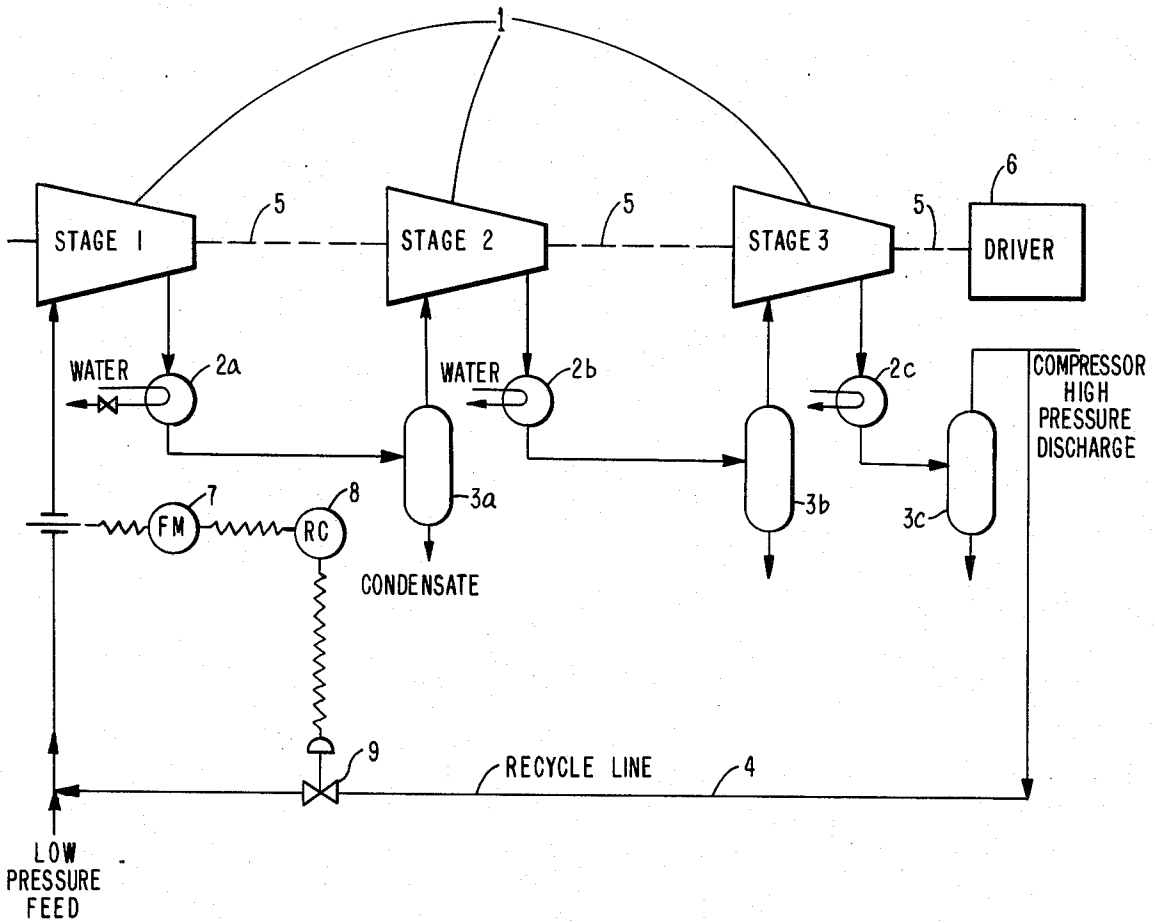 1
6
5
5
5
STAGE 1
STAGE 2
STAGE 3
DRIVER
WATER
2a
WATER
2b
2c
COMPRESSOR
HIGH
PRESSURE
DISCHARGE
7
8
3a
3b
3c
FM
RC
CONDENSATE
9
RECYCLE LINE
4
LOW
PRESSURE
FEED